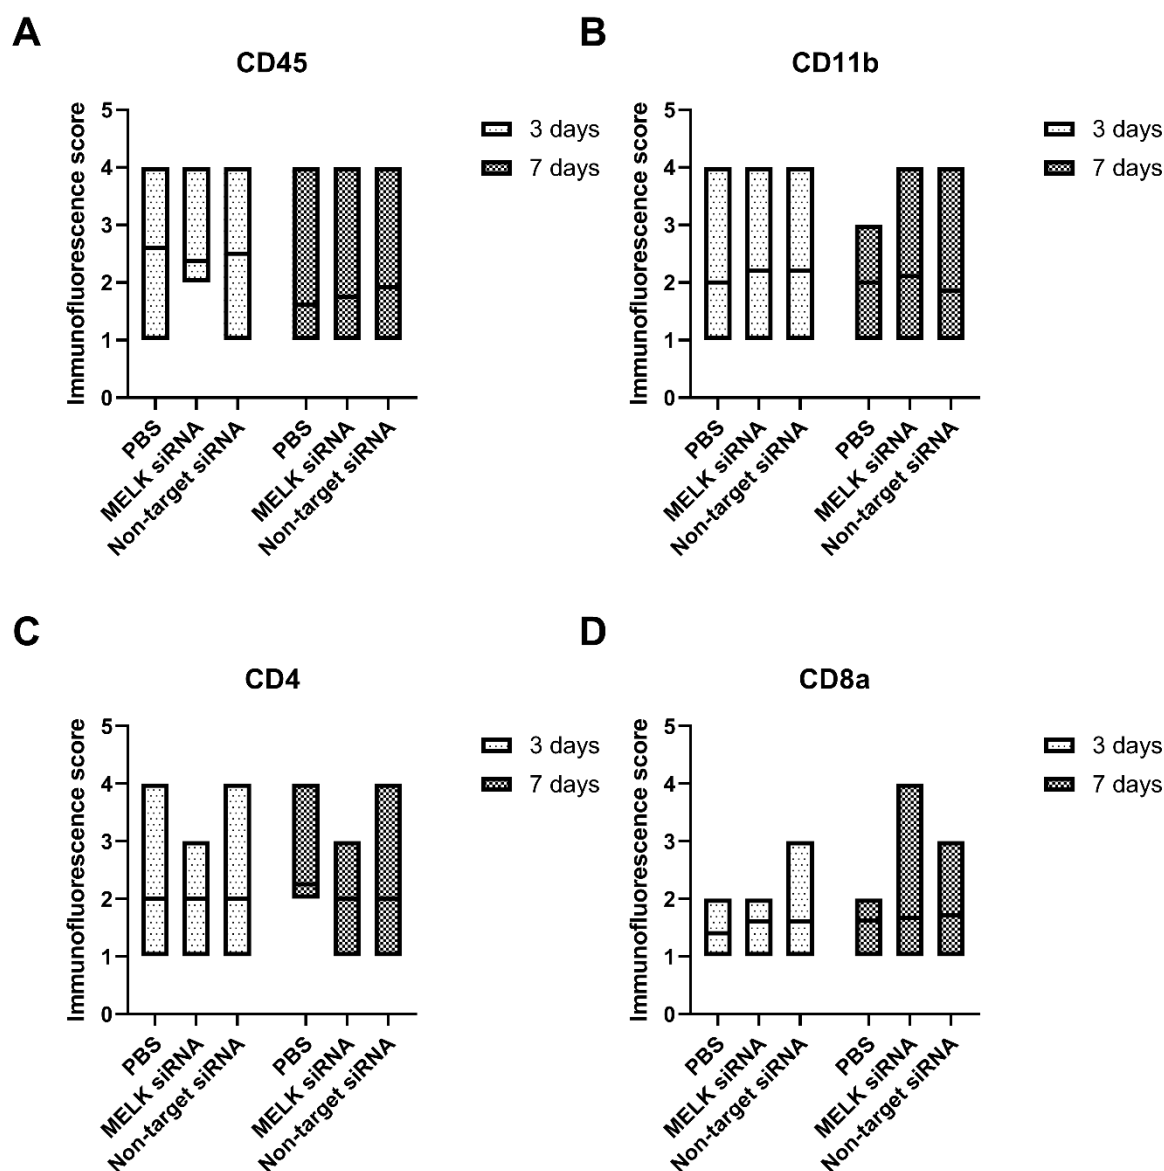 A
CD45
Immunofluorescence score
5
4
3
2
1
0
PBS
MELK siRNA
Non-target siRNA
PBS
MELK siRNA
Non-target siRNA
3 days
7 days
B
CD11b
Immunofluorescence score
5
4
3
2
1
0
PBS
MELK siRNA
Non-target siRNA
PBS
MELK siRNA
Non-target siRNA
3 days
7 days
C
CD4
Immunofluorescence score
5
4
3
2
1
0
PBS
MELK siRNA
Non-target siRNA
PBS
MELK siRNA
Non-target siRNA
3 days
7 days
D
CD8a
Immunofluorescence score
5
4
3
2
1
0
PBS
MELK siRNA
Non-target siRNA
PBS
MELK siRNA
Non-target siRNA
3 days
7 days